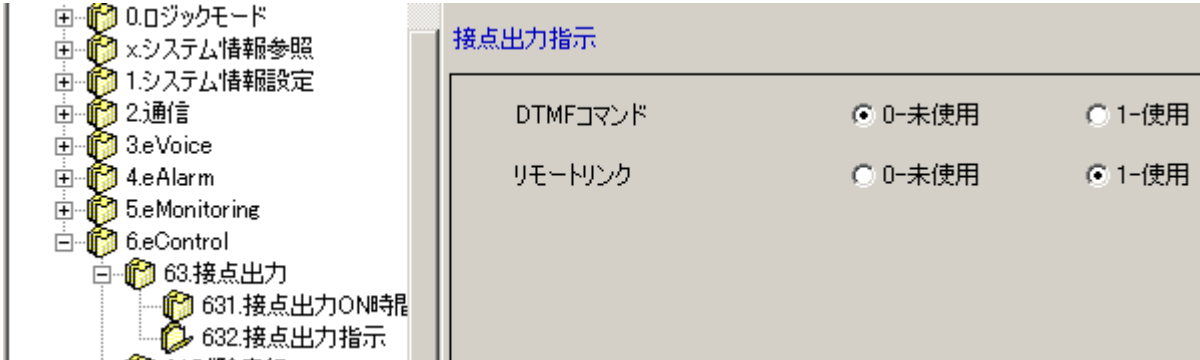 0.ロジックモード
x.システム情報参照
1.システム情報設定
2.通信
3.eVoice
4.eAlarm
5.eMonitoring
6.eControl
63.接点出力
631.接点出力ON時
632.接点出力指示
接点出力指示
DTMFコマンド 0-未使用 1-使用
リモートリンク 0-未使用 1-使用